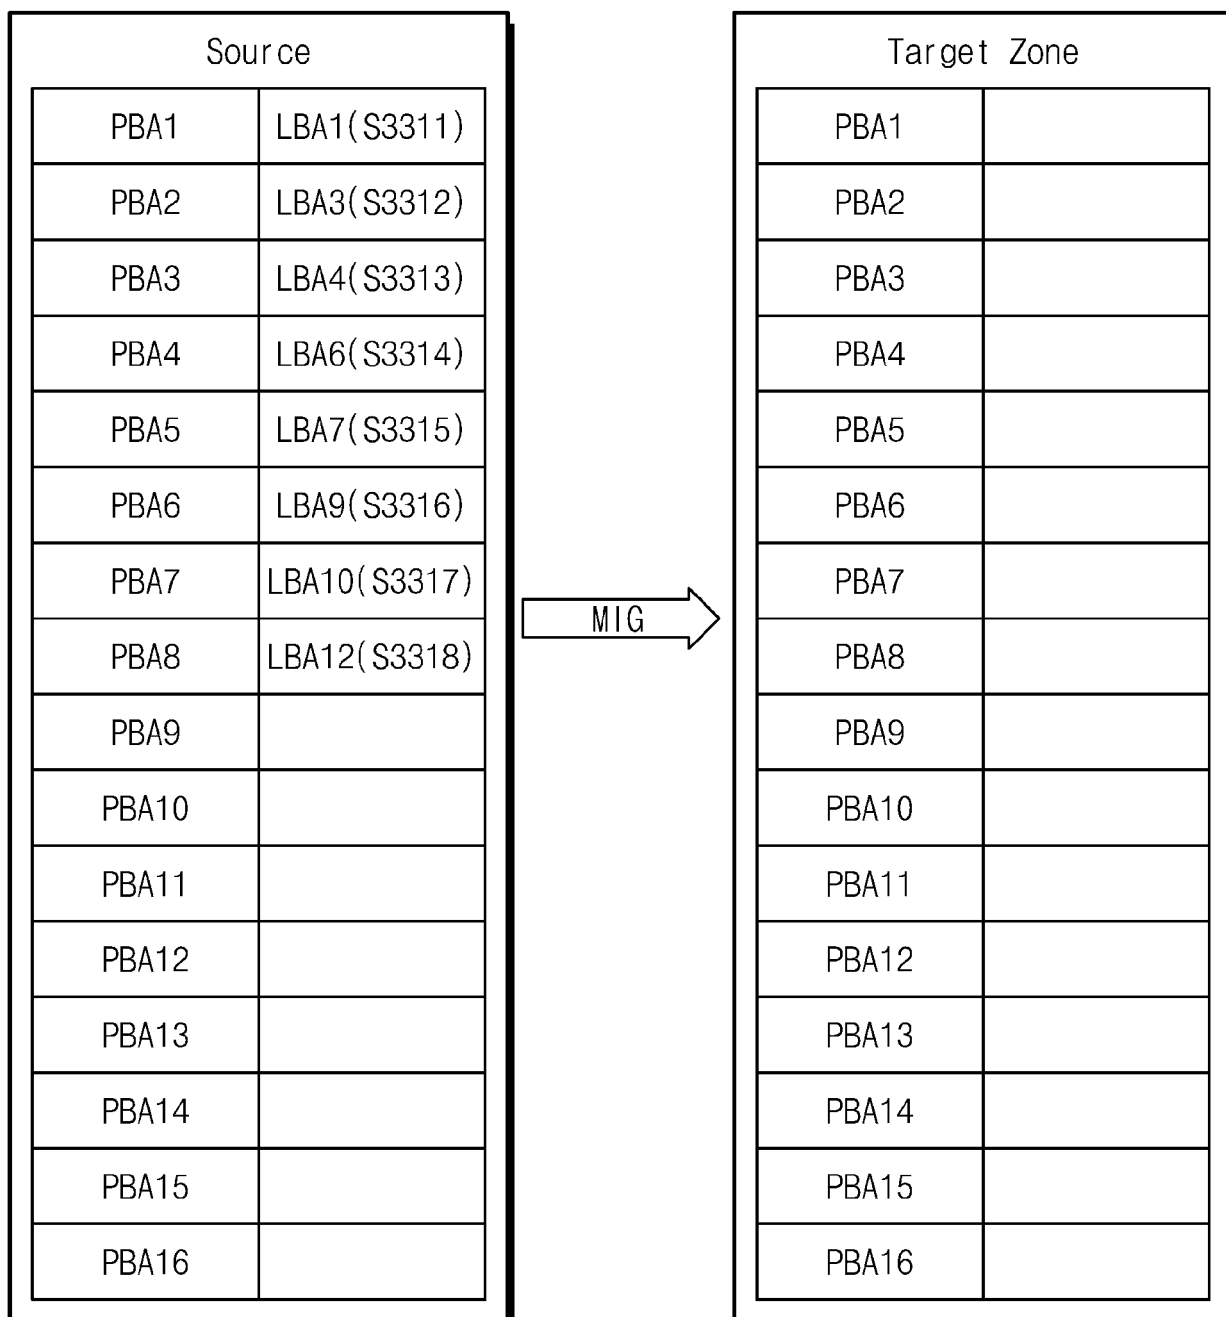 Source
PBA1 LBA1(S3311)
PBA2 LBA3(S3312)
PBA3 LBA4(S3313)
PBA4 LBA6(S3314)
PBA5 LBA7(S3315)
PBA6 LBA9(S3316)
PBA7 LBA10(S3317)
PBA8 LBA12(S3318)
PBA9
PBA10
PBA11
PBA12
PBA13
PBA14
PBA15
PBA16
MIG
Target Zone
PBA1
PBA2
PBA3
PBA4
PBA5
PBA6
PBA7
PBA8
PBA9
PBA10
PBA11
PBA12
PBA13
PBA14
PBA15
PBA16